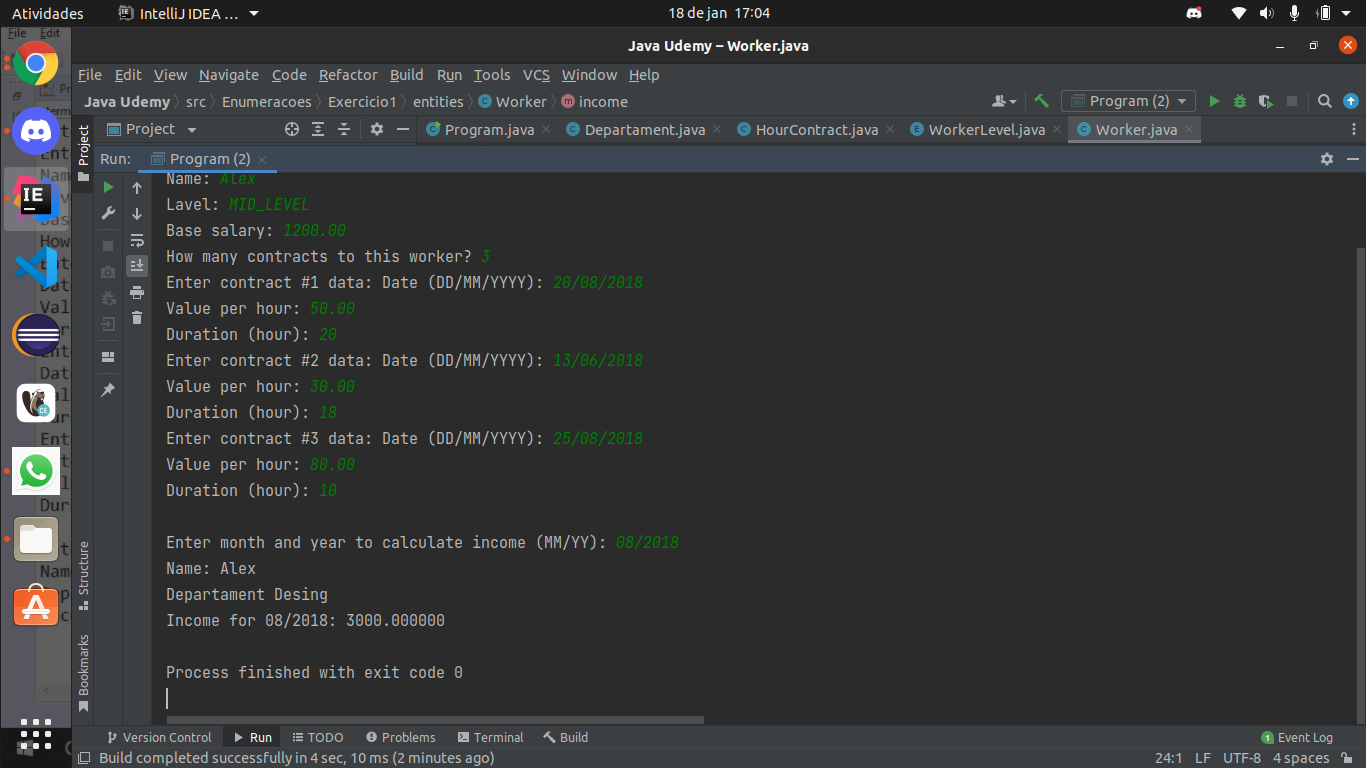 Atividades IntelliJ IDEA ... 18 de jan 17:04
Java Udemy – Worker.java
File Edit View Navigate Code Refactor Build Run Tools VCS Window Help
Java Udemy src Enumeracoes Exercicio1 entities Worker income Program (2)
Project Program.java Departament.java HourContract.java WorkerLevel.java Worker.java
Project
Run: Program (2)
Name: Alex
Lavel: MID_LEVEL
Base salary: 1200.00
How many contracts to this worker? 3
Enter contract #1 data: Date (DD/MM/YYYY): 20/08/2018
Value per hour: 50.00
Duration (hour): 20
Enter contract #2 data: Date (DD/MM/YYYY): 13/06/2018
Value per hour: 30.00
Duration (hour): 18
Enter contract #3 data: Date (DD/MM/YYYY): 25/08/2018
Value per hour: 80.00
Duration (hour): 10
Enter month and year to calculate income (MM/YY): 08/2018
Name: Alex
Departament Desing
Income for 08/2018: 3000.000000
Process finished with exit code 0
Structure
Bookmarks
Version Control Run TODO Problems Terminal Build 1 Event Log
Build completed successfully in 4 sec, 10 ms (2 minutes ago) 24:1 LF UTF-8 4 spaces